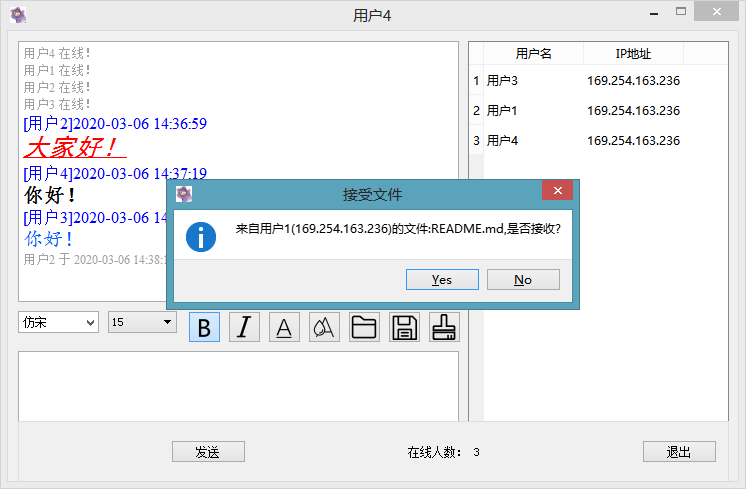 用户4
用户4 在线！
用户1 在线！
用户2 在线！
用户3 在线！
[用户2]2020-03-06 14:36:59
大家好！
[用户4]2020-03-06 14:37:19
你好！
[用户3]2020-03-06 14
你好！
用户2 于 2020-03-06 14:38:1
用户名 IP地址
1 用户3 169.254.163.236
2 用户1 169.254.163.236
3 用户4 169.254.163.236
接受文件
来自用户1(169.254.163.236)的文件:README.md,是否接收?
Yes No
仿宋 15 B I A A
发送 在线人数: 3 退出